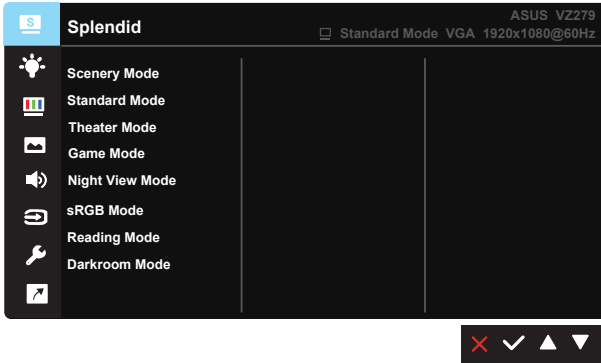 S
Splendid
ASUS VZ279
Standard Mode VGA 1920x1080@60Hz
Scenery Mode
Standard Mode
Theater Mode
Game Mode
Night View Mode
sRGB Mode
Reading Mode
Darkroom Mode